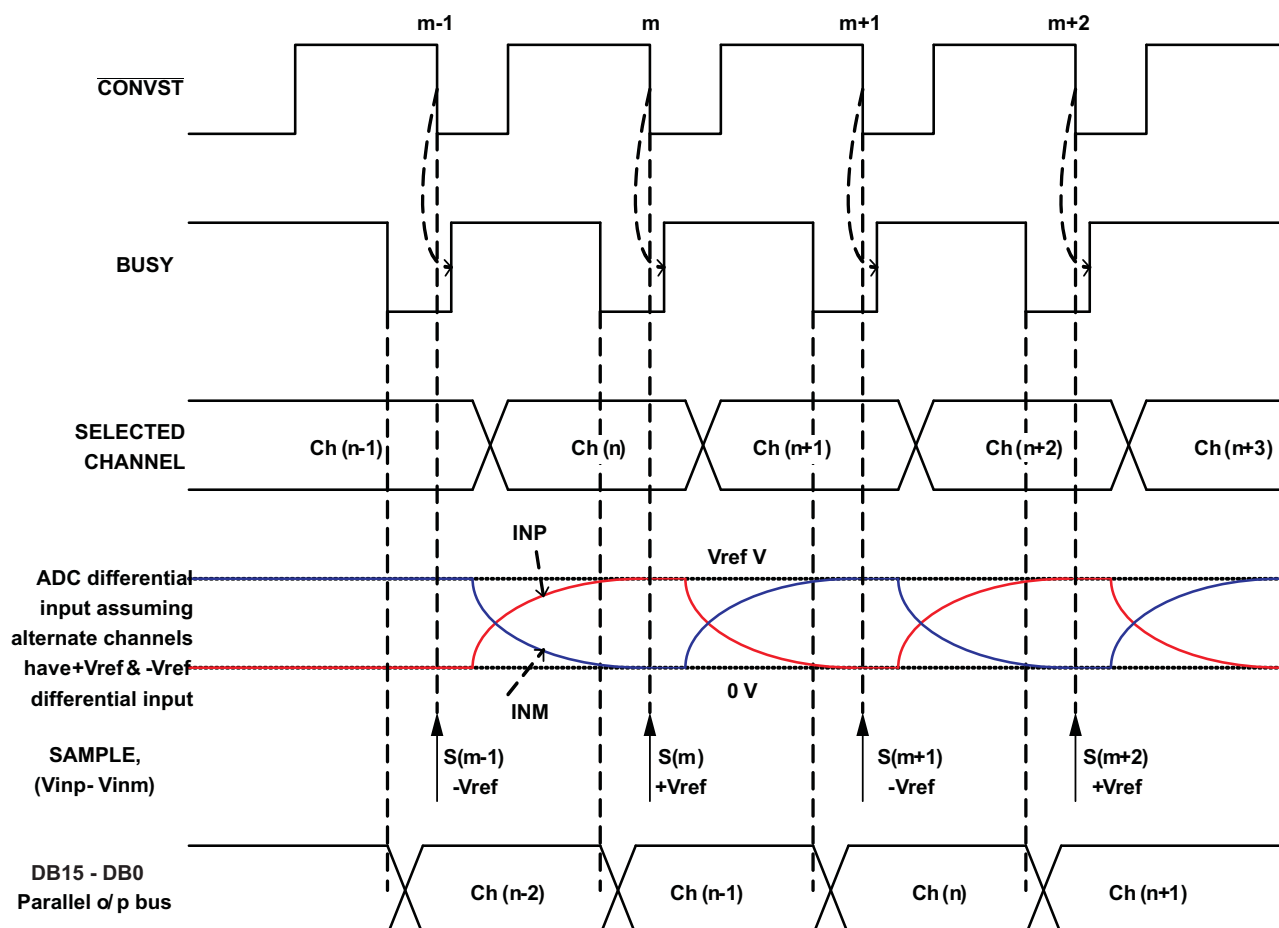 m-1 m m+1 m+2
CONVST
BUSY
SELECTED
CHANNEL
Ch (n-1) Ch (n) Ch (n+1) Ch (n+2) Ch (n+3)
INP
Vref V
ADC differential
input assuming
alternate channels
have+Vref & -Vref
differential input
0 V
INM
SAMPLE,
(Vinp- Vinm)
S(m-1)
-Vref
S(m)
+Vref
S(m+1)
-Vref
S(m+2)
+Vref
DB15 - DB0
Parallel o/p bus
Ch (n-2) Ch (n-1) Ch (n) Ch (n+1)